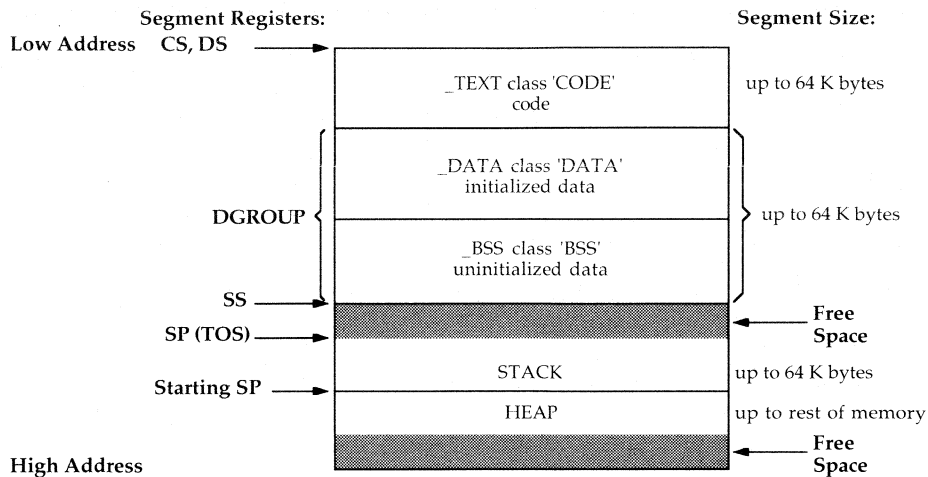 Segment Registers:
Segment Size:
Low Address CS, DS
_TEXT class 'CODE'
code
up to 64 K bytes
_DATA class 'DATA'
initialized data
DGROUP
up to 64 K bytes
_BSS class 'BSS'
uninitialized data
SS
Free
Space
SP (TOS)
STACK
up to 64 K bytes
Starting SP
HEAP
up to rest of memory
Free
Space
High Address